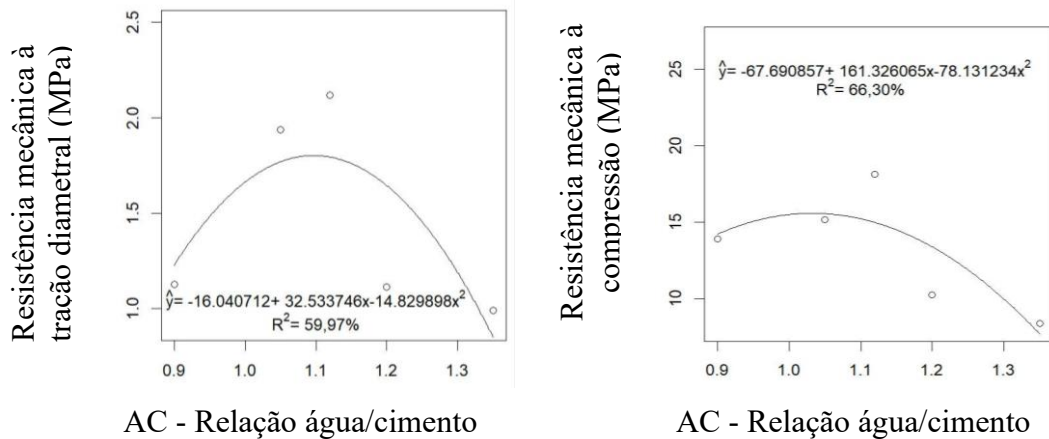 Resistência mecânica à
tração diametral (MPa)
2.5
2.0
1.5
1.0
ŷ= -16.040712+ 32.533746x-14.829898x²
R²= 59,97%
0.9 1.0 1.1 1.2 1.3
AC - Relação água/cimento
Resistência mecânica à
compressão (MPa)
25
20
15
10
ŷ= -67.690857+ 161.326065x-78.131234x²
R²= 66,30%
0.9 1.0 1.1 1.2 1.3
AC - Relação água/cimento